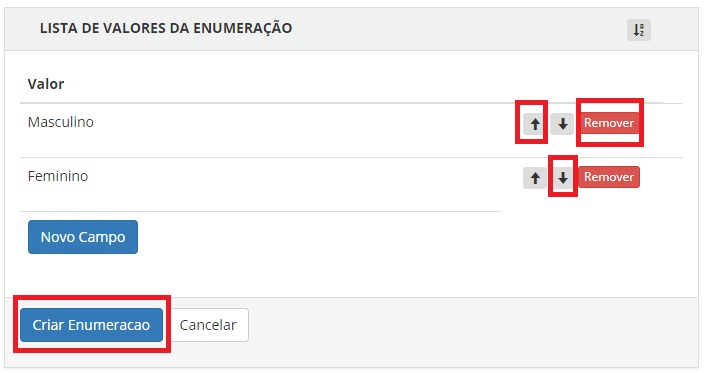 LISTA DE VALORES DA ENUMERAÇÃO
Valor
Masculino Remover
Feminino Remover
Novo Campo
Criar Enumeracao Cancelar